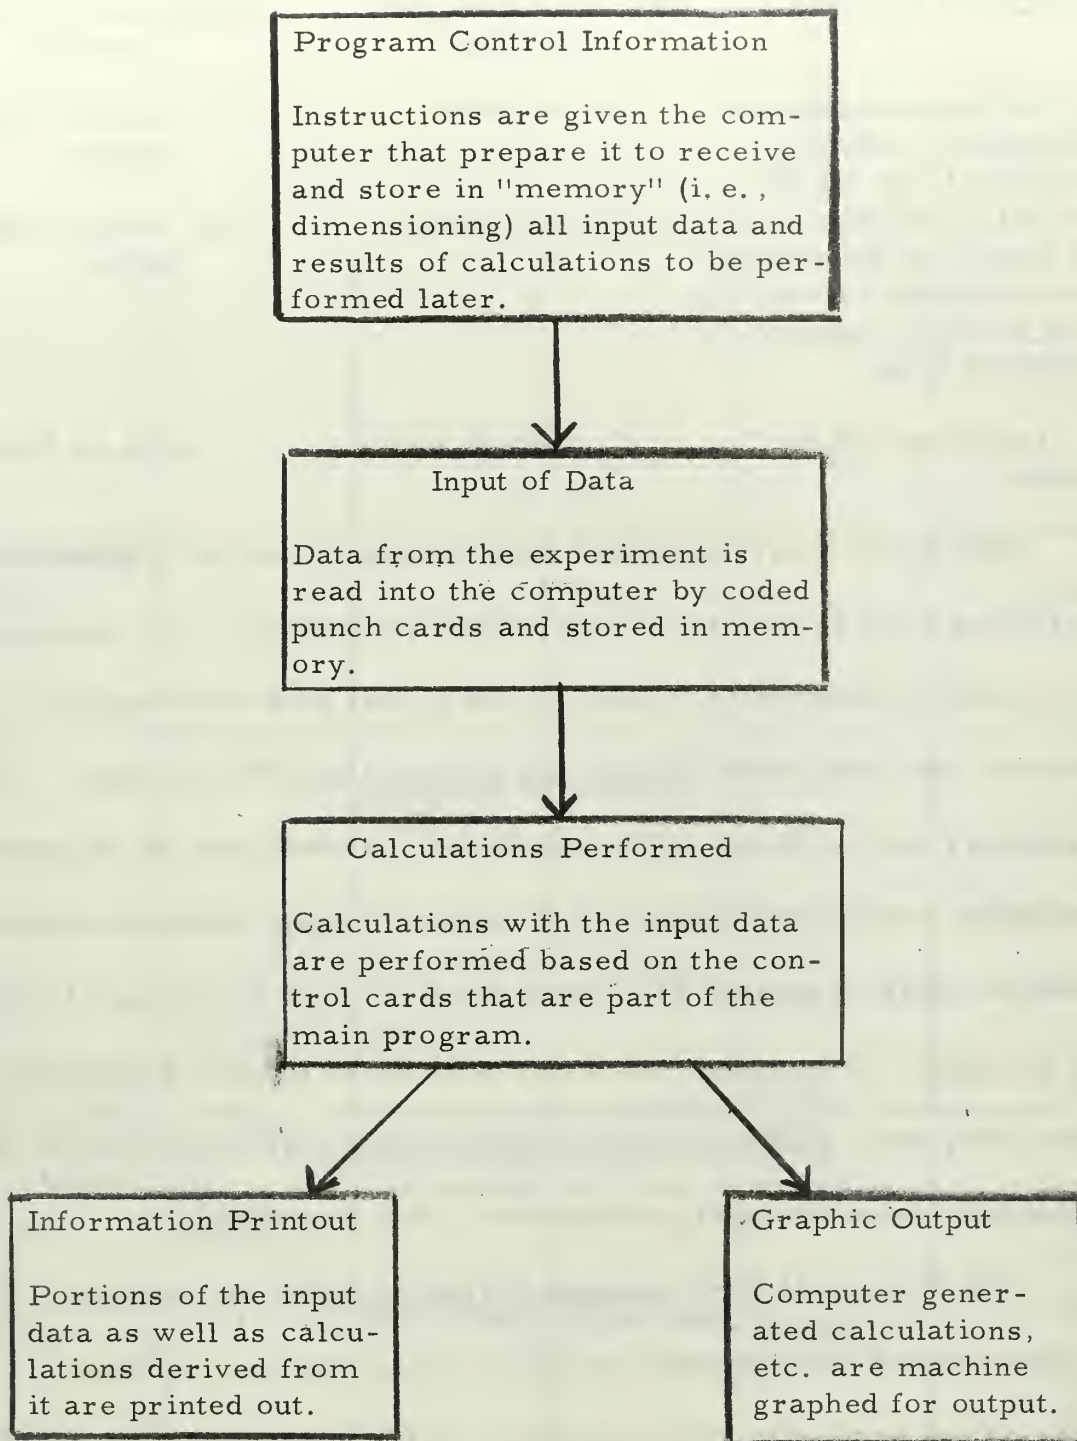 Program Control Information
Instructions are given the com-
puter that prepare it to receive
and store in "memory" (i. e. ,
dimensioning) all input data and
results of calculations to be per-
formed later.
Input of Data
Data from the experiment is
read into the computer by coded
punch cards and stored in mem-
ory.
Calculations Performed
Calculations with the input data
are performed based on the con-
trol cards that are part of the
main program.
Information Printout
Portions of the input
data as well as calcu-
lations derived from
it are printed out.
Graphic Output
Computer gener-
ated calculations,
etc. are machine
graphed for output.